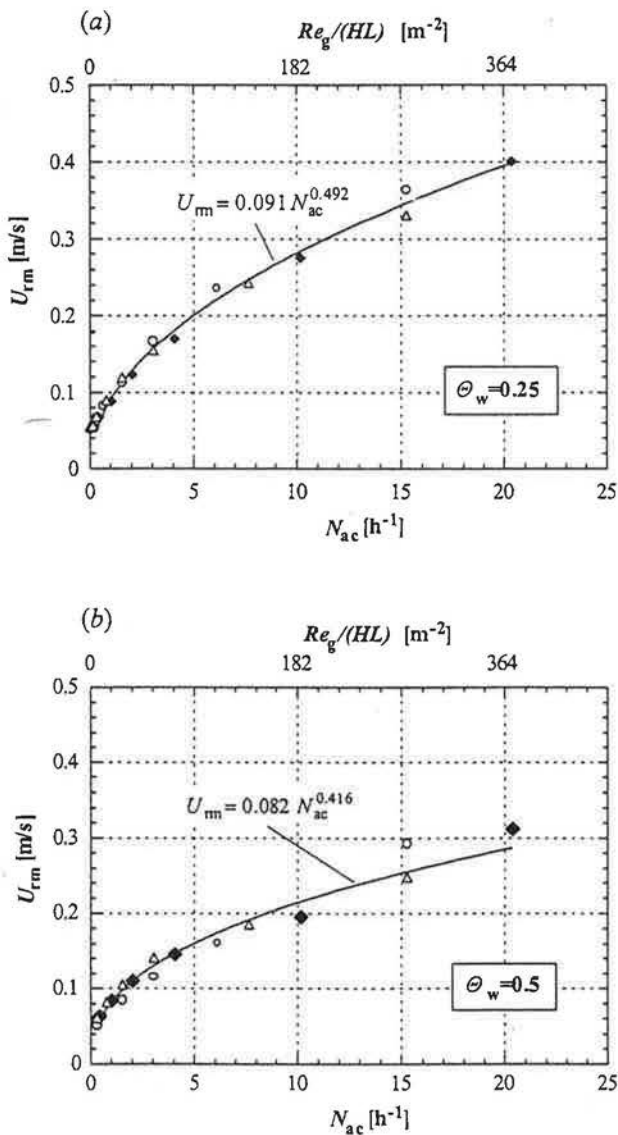 (a)
Re_g/(HL) [m^-2]
0 182 364
0.5
0.4
0.3
0.2
0.1
0
U_rm [m/s]
U_rm = 0.091 N_ac^0.492
Θ_w=0.25
0 5 10 15 20 25
N_ac [h^-1]
(b)
Re_g/(HL) [m^-2]
0 182 364
0.5
0.4
0.3
0.2
0.1
0
U_rm [m/s]
U_rm = 0.082 N_ac^0.416
Θ_w=0.5
0 5 10 15 20 25
N_ac [h^-1]